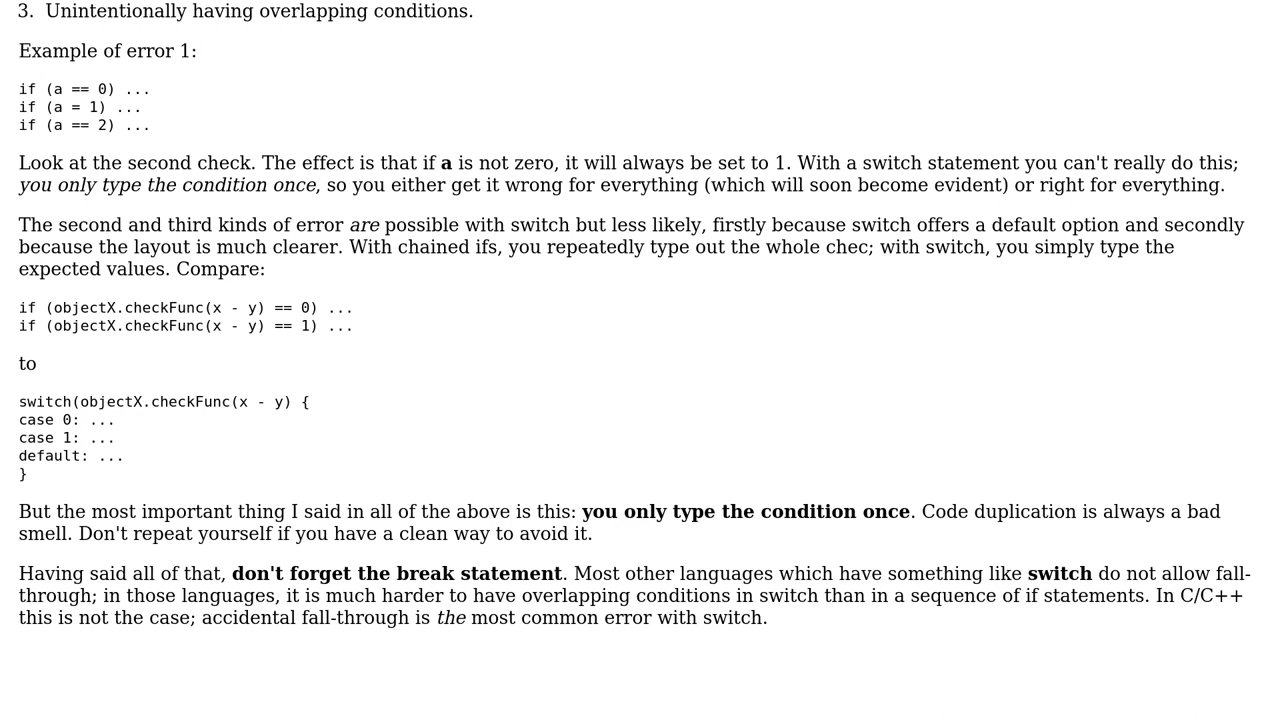 3. Unintentionally having overlapping conditions.
Example of error 1:
if (a == 0) ...
if (a = 1) ...
if (a == 2) ...
Look at the second check. The effect is that if a is not zero, it will always be set to 1. With a switch statement you can't really do this;
you only type the condition once, so you either get it wrong for everything (which will soon become evident) or right for everything.
The second and third kinds of error are possible with switch but less likely, firstly because switch offers a default option and secondly
because the layout is much clearer. With chained ifs, you repeatedly type out the whole chec; with switch, you simply type the
expected values. Compare:
if (objectX.checkFunc(x - y) == 0) ...
if (objectX.checkFunc(x - y) == 1) ...
to
switch(objectX.checkFunc(x - y) {
case 0: ...
case 1: ...
default: ...
}
But the most important thing I said in all of the above is this: you only type the condition once. Code duplication is always a bad
smell. Don't repeat yourself if you have a clean way to avoid it.
Having said all of that, don't forget the break statement. Most other languages which have something like switch do not allow fall-
through; in those languages, it is much harder to have overlapping conditions in switch than in a sequence of if statements. In C/C++
this is not the case; accidental fall-through is the most common error with switch.